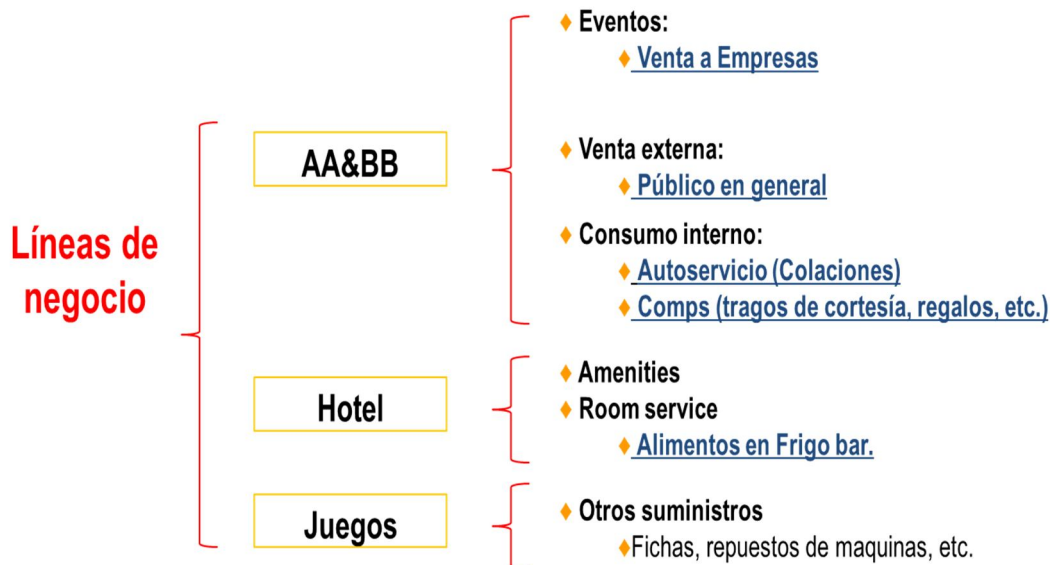 Líneas de
negocio
AA&BB
Eventos:
Venta a Empresas
Venta externa:
Público en general
Consumo interno:
Autoservicio (Colaciones)
Comps (tragos de cortesía, regalos, etc.)
Hotel
Amenities
Room service
Alimentos en Frigo bar.
Juegos
Otros suministros
Fichas, repuestos de maquinas, etc.